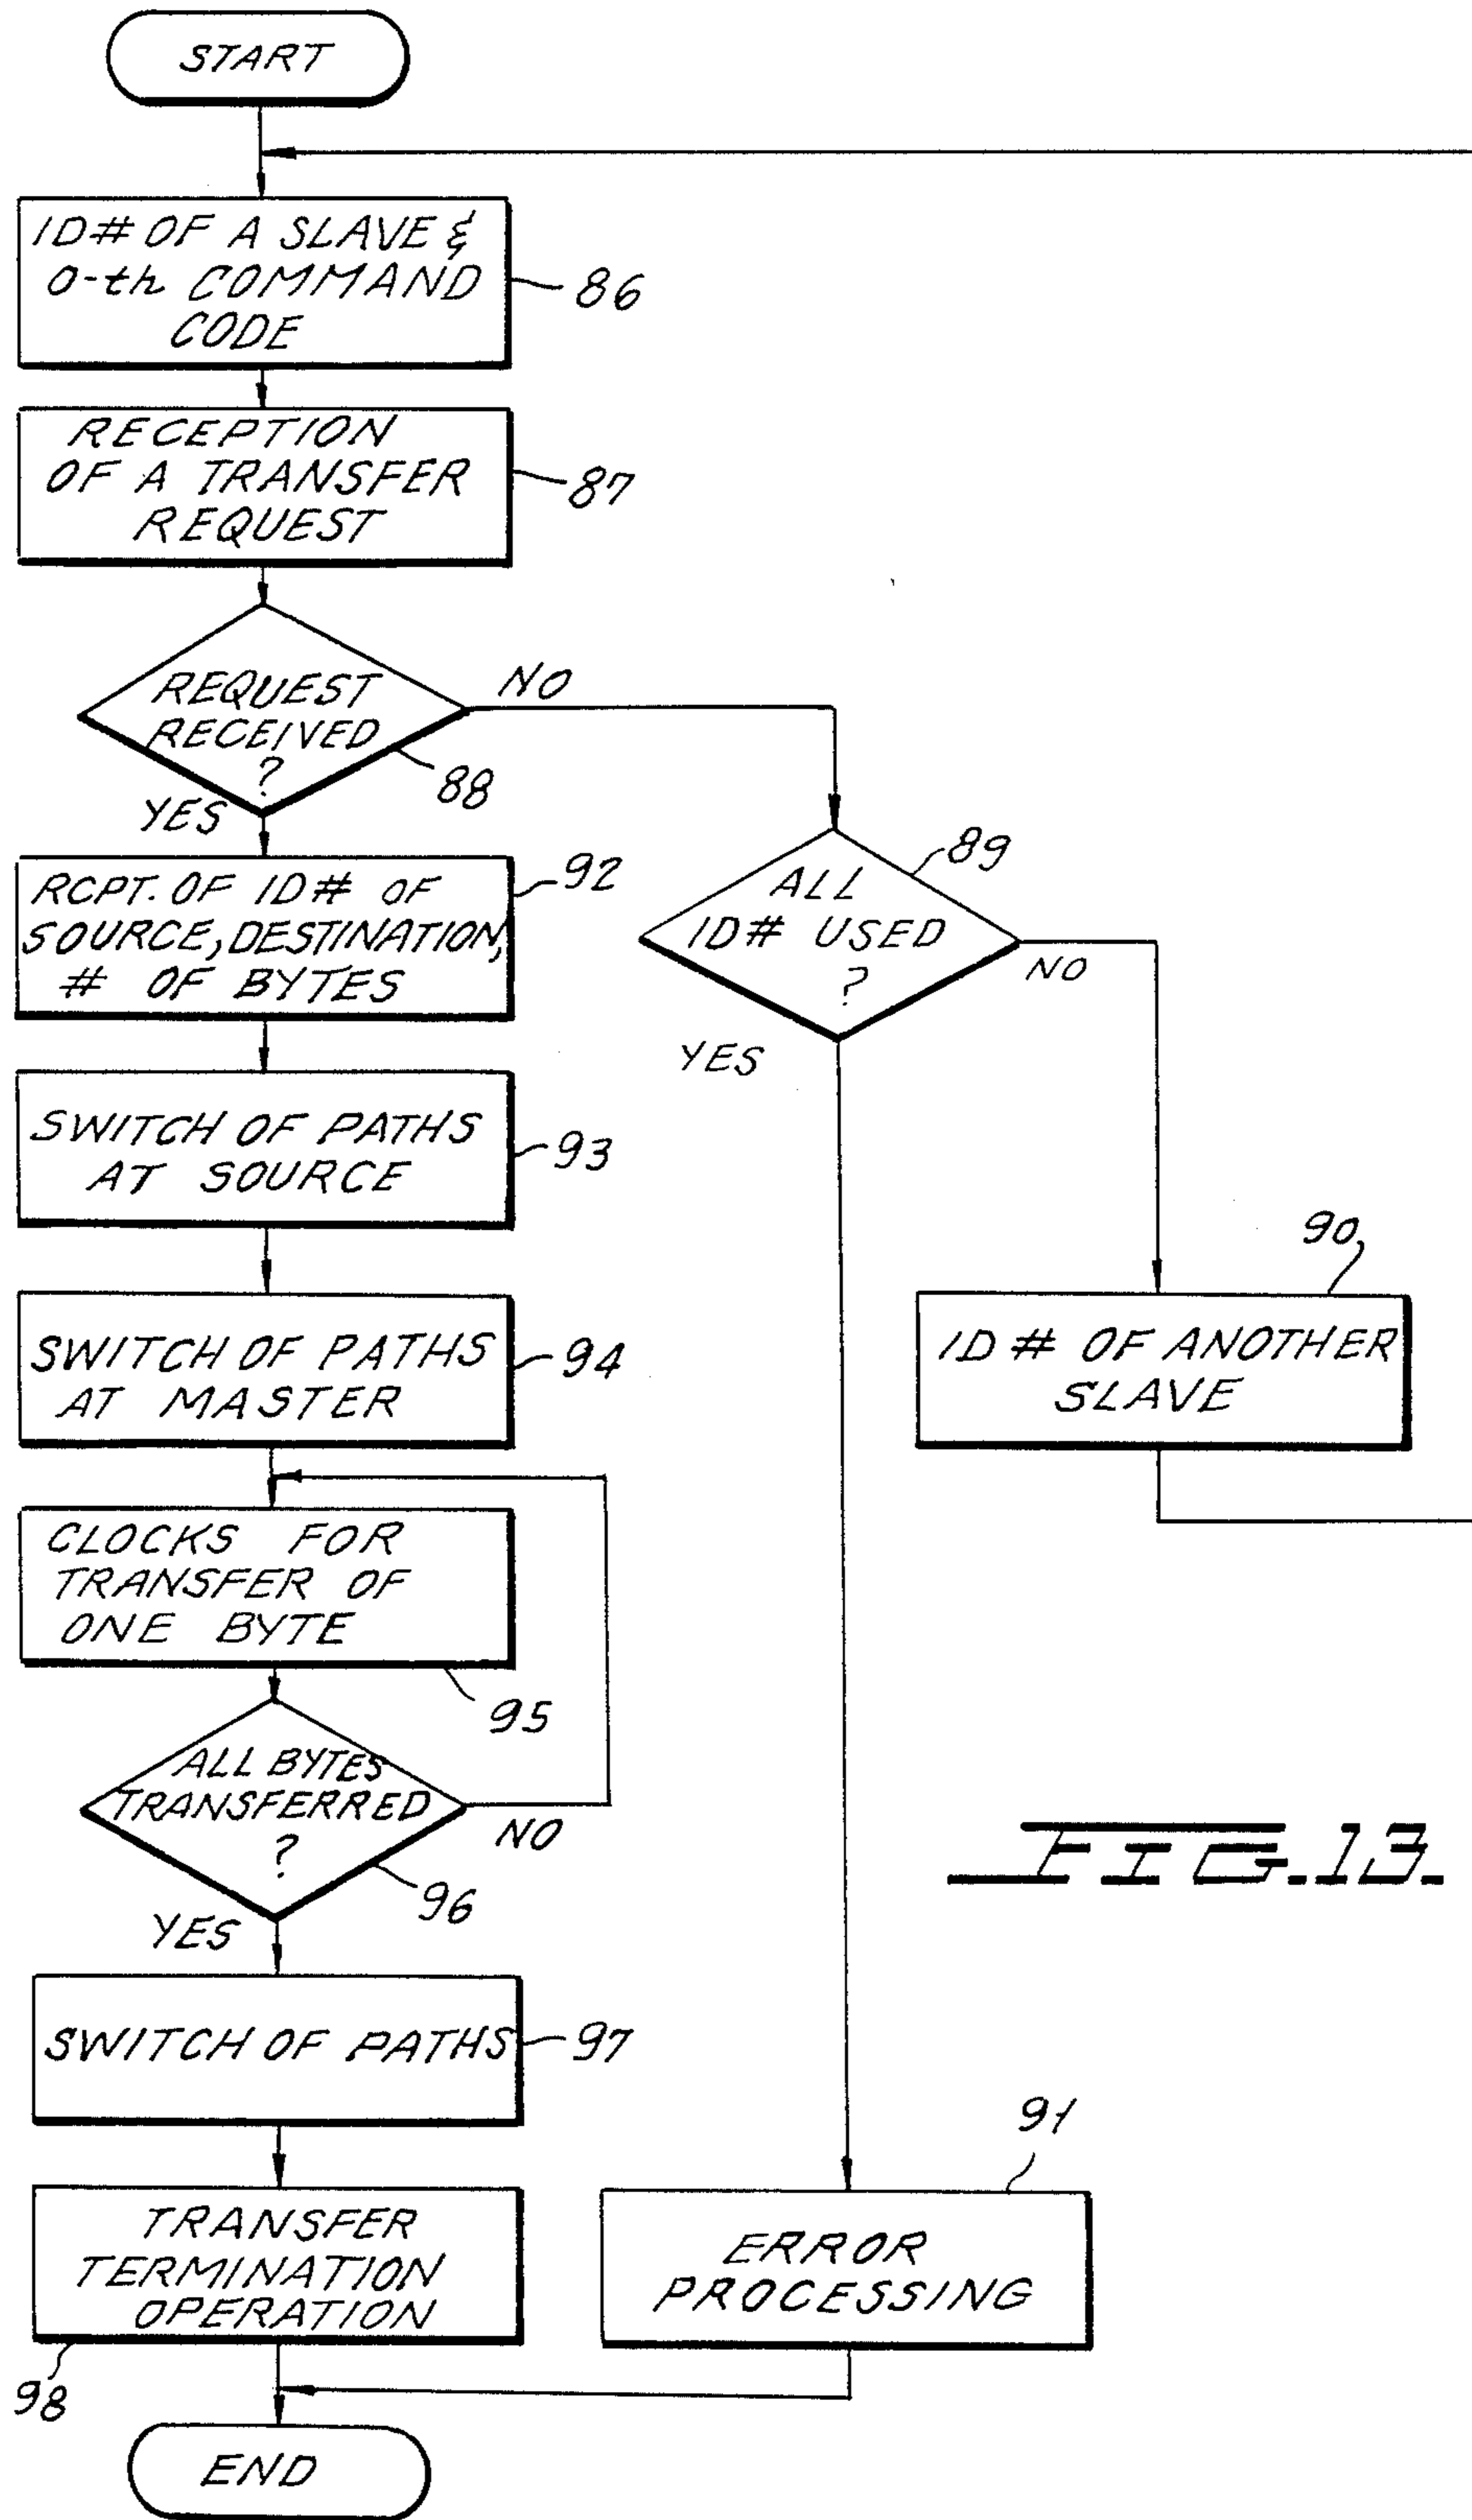 START
ID# OF A SLAVE &
0-th COMMAND
CODE
86
RECEPTION
OF A TRANSFER
REQUEST
87
REQUEST
RECEIVED
?
88
NO
YES
ALL
ID# USED
?
89
NO
YES
RCPT. OF ID# OF
SOURCE, DESTINATION,
# OF BYTES
92
SWITCH OF PATHS
AT SOURCE
93
90
ID # OF ANOTHER
SLAVE
SWITCH OF PATHS
AT MASTER
94
CLOCKS FOR
TRANSFER OF
ONE BYTE
95
ALL BYTES
TRANSFERRED
?
96
NO
YES
FIG. 13.
SWITCH OF PATHS
97
TRANSFER
TERMINATION
OPERATION
98
91
ERROR
PROCESSING
END